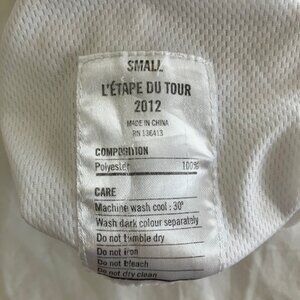 SMALL
L'ÉTAPE DU TOUR
2012
MADE IN CHINA
RN 136413
COMPOSITION
Polyester 100%
CARE
Machine wash cool : 30°
Wash dark colour separately
Do not tumble dry
Do not iron
Do not bleach
Do not dry clean